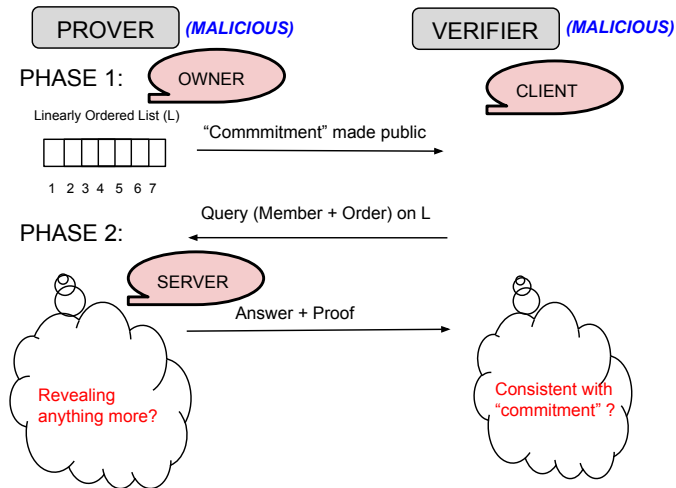 PROVER (MALICIOUS) VERIFIER (MALICIOUS)
PHASE 1: OWNER CLIENT
Linearly Ordered List (L)
“Commmitment” made public
1 2 3 4 5 6 7
Query (Member + Order) on L
PHASE 2:
SERVER
Answer + Proof
Revealing
anything more?
Consistent with
“commitment” ?